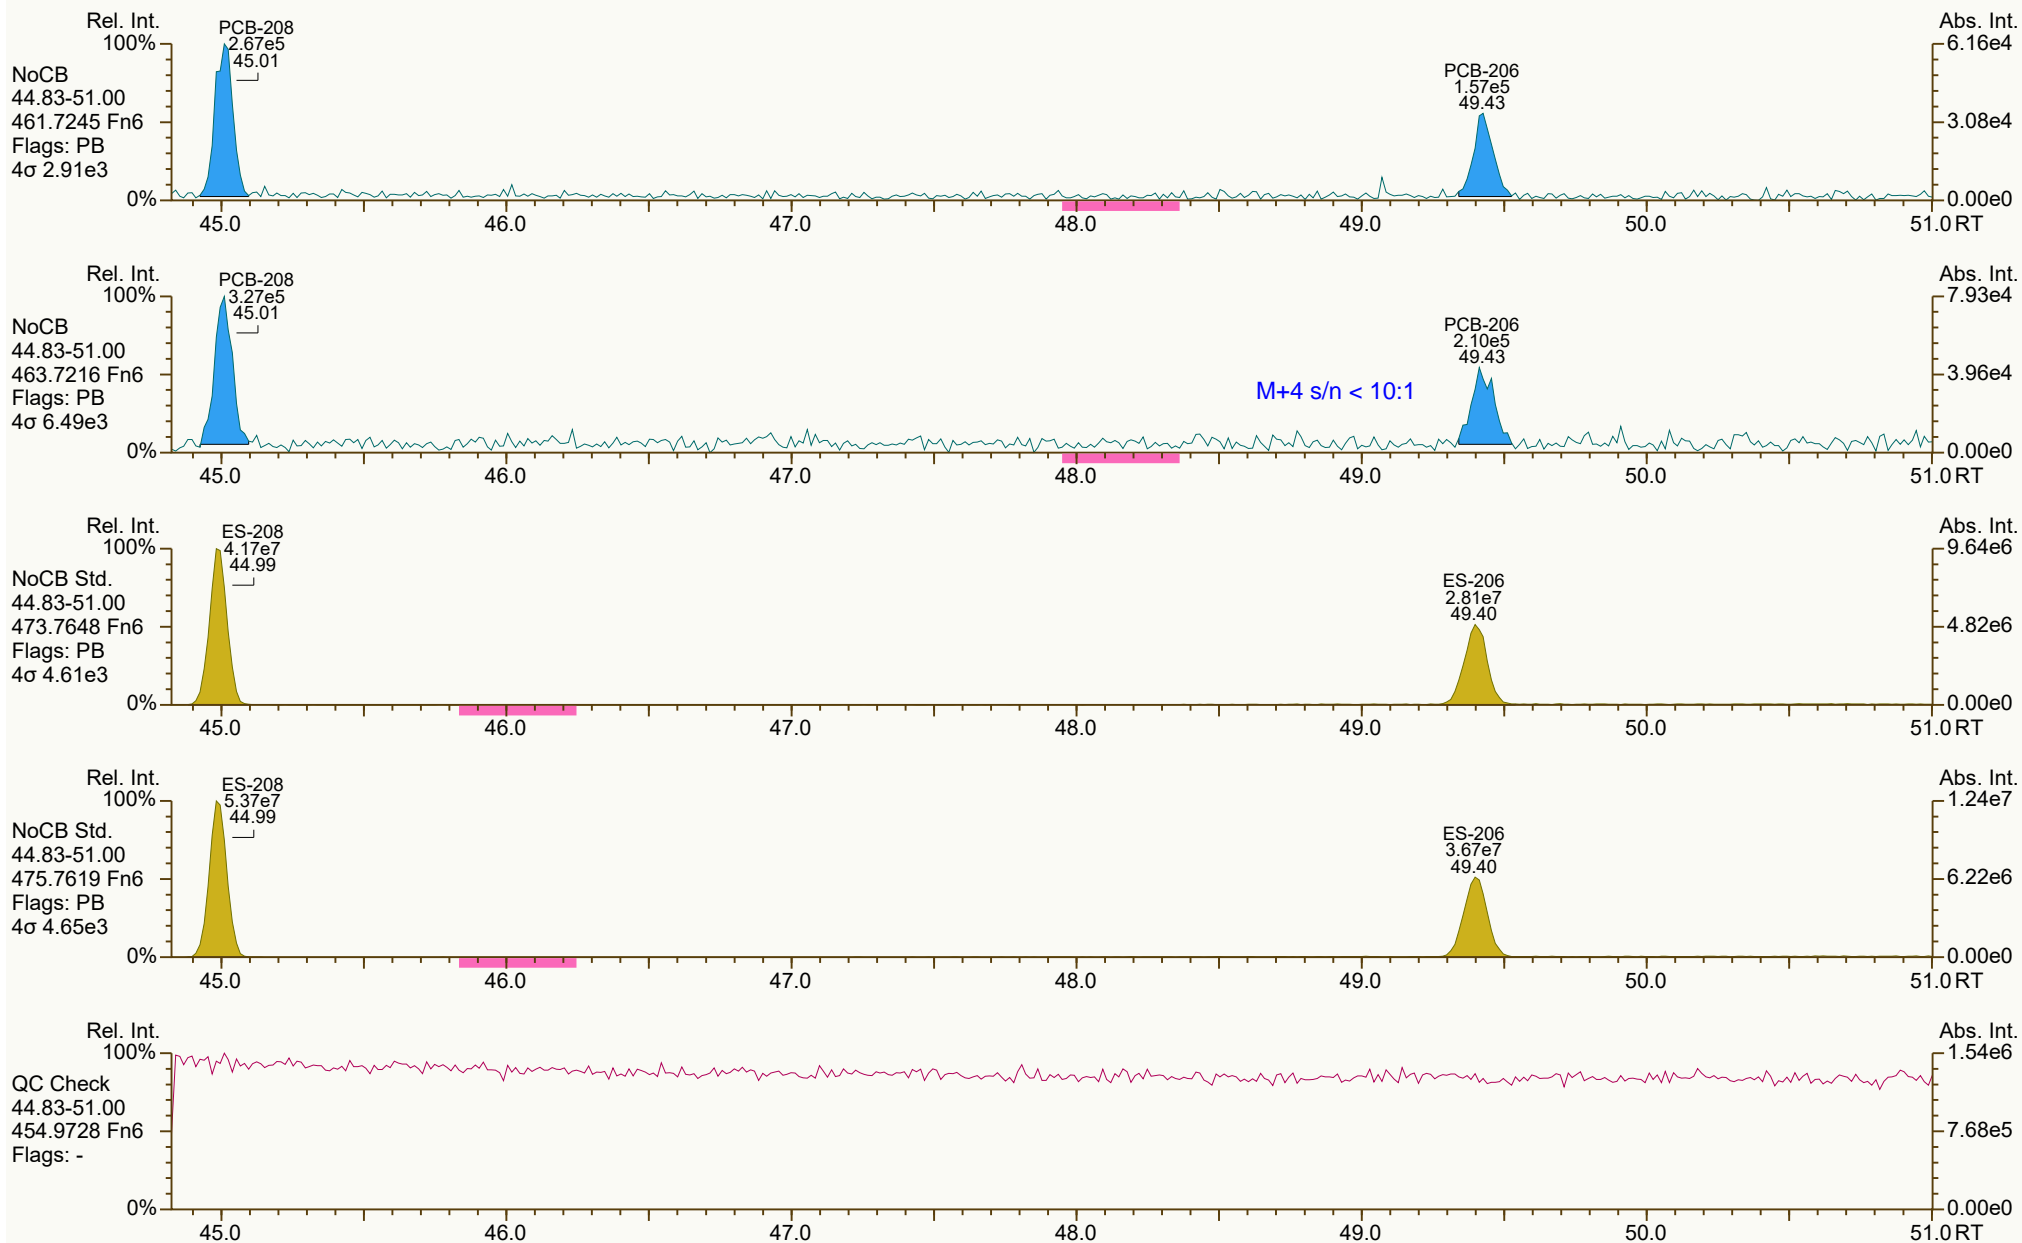 Rel. Int.
Abs. Int.
100%
6.16e4
PCB-208
2.67e5
45.01
PCB-206
1.57e5
49.43
NoCB
44.83-51.00
461.7245 Fn6
Flags: PB
4σ 2.91e3
3.08e4
0%
0.00e0
45.0 46.0 47.0 48.0 49.0 50.0 51.0 RT
Rel. Int.
Abs. Int.
100%
7.93e4
PCB-208
3.27e5
45.01
PCB-206
2.10e5
49.43
NoCB
44.83-51.00
463.7216 Fn6
Flags: PB
4σ 6.49e3
M+4 s/n < 10:1
3.96e4
0%
0.00e0
45.0 46.0 47.0 48.0 49.0 50.0 51.0 RT
Rel. Int.
Abs. Int.
100%
9.64e6
ES-208
4.17e7
44.99
ES-206
2.81e7
49.40
NoCB Std.
44.83-51.00
473.7648 Fn6
Flags: PB
4σ 4.61e3
4.82e6
0%
0.00e0
45.0 46.0 47.0 48.0 49.0 50.0 51.0 RT
Rel. Int.
Abs. Int.
100%
1.24e7
ES-208
5.37e7
44.99
ES-206
3.67e7
49.40
NoCB Std.
44.83-51.00
475.7619 Fn6
Flags: PB
4σ 4.65e3
6.22e6
0%
0.00e0
45.0 46.0 47.0 48.0 49.0 50.0 51.0 RT
Rel. Int.
Abs. Int.
100%
1.54e6
QC Check
44.83-51.00
454.9728 Fn6
Flags: -
7.68e5
0%
0.00e0
45.0 46.0 47.0 48.0 49.0 50.0 51.0 RT